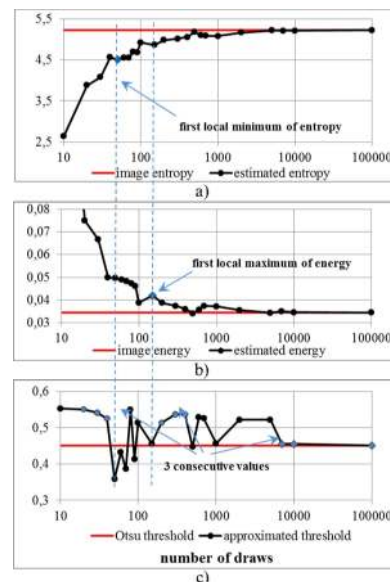 5,5
4,5
3,5
2,5
10 100 1000 10000 100000
first local minimum of entropy
image entropy estimated entropy
a)
0,08
0,07
0,06
0,05
0,04
0,03
10 100 1000 10000 100000
first local maximum of energy
image energy estimated energy
b)
0,6
0,5
0,4
0,3
10 100 1000 10000 100000
3 consecutive values
Otsu threshold approximated threshold
number of draws
c)